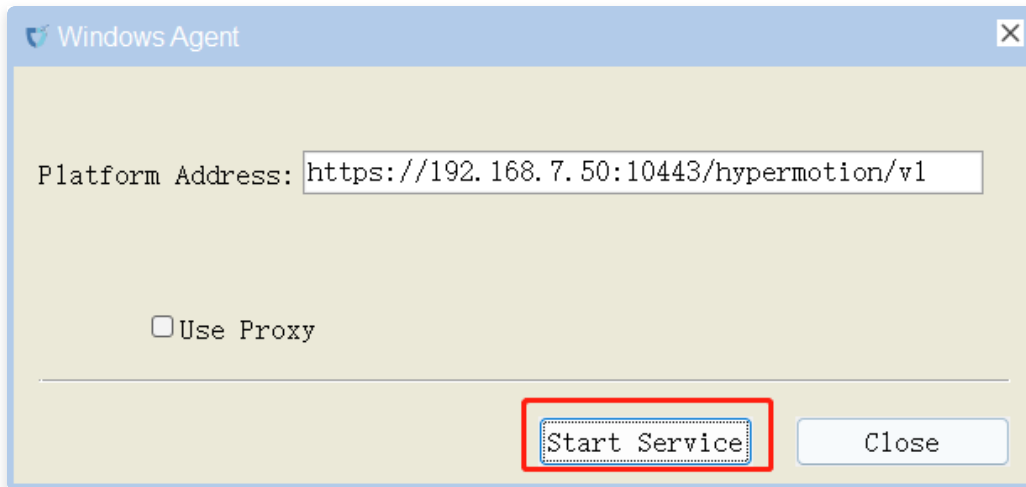 Windows Agent
Platform Address: https://192.168.7.50:10443/hypermotion/v1
Use Proxy
Start Service Close